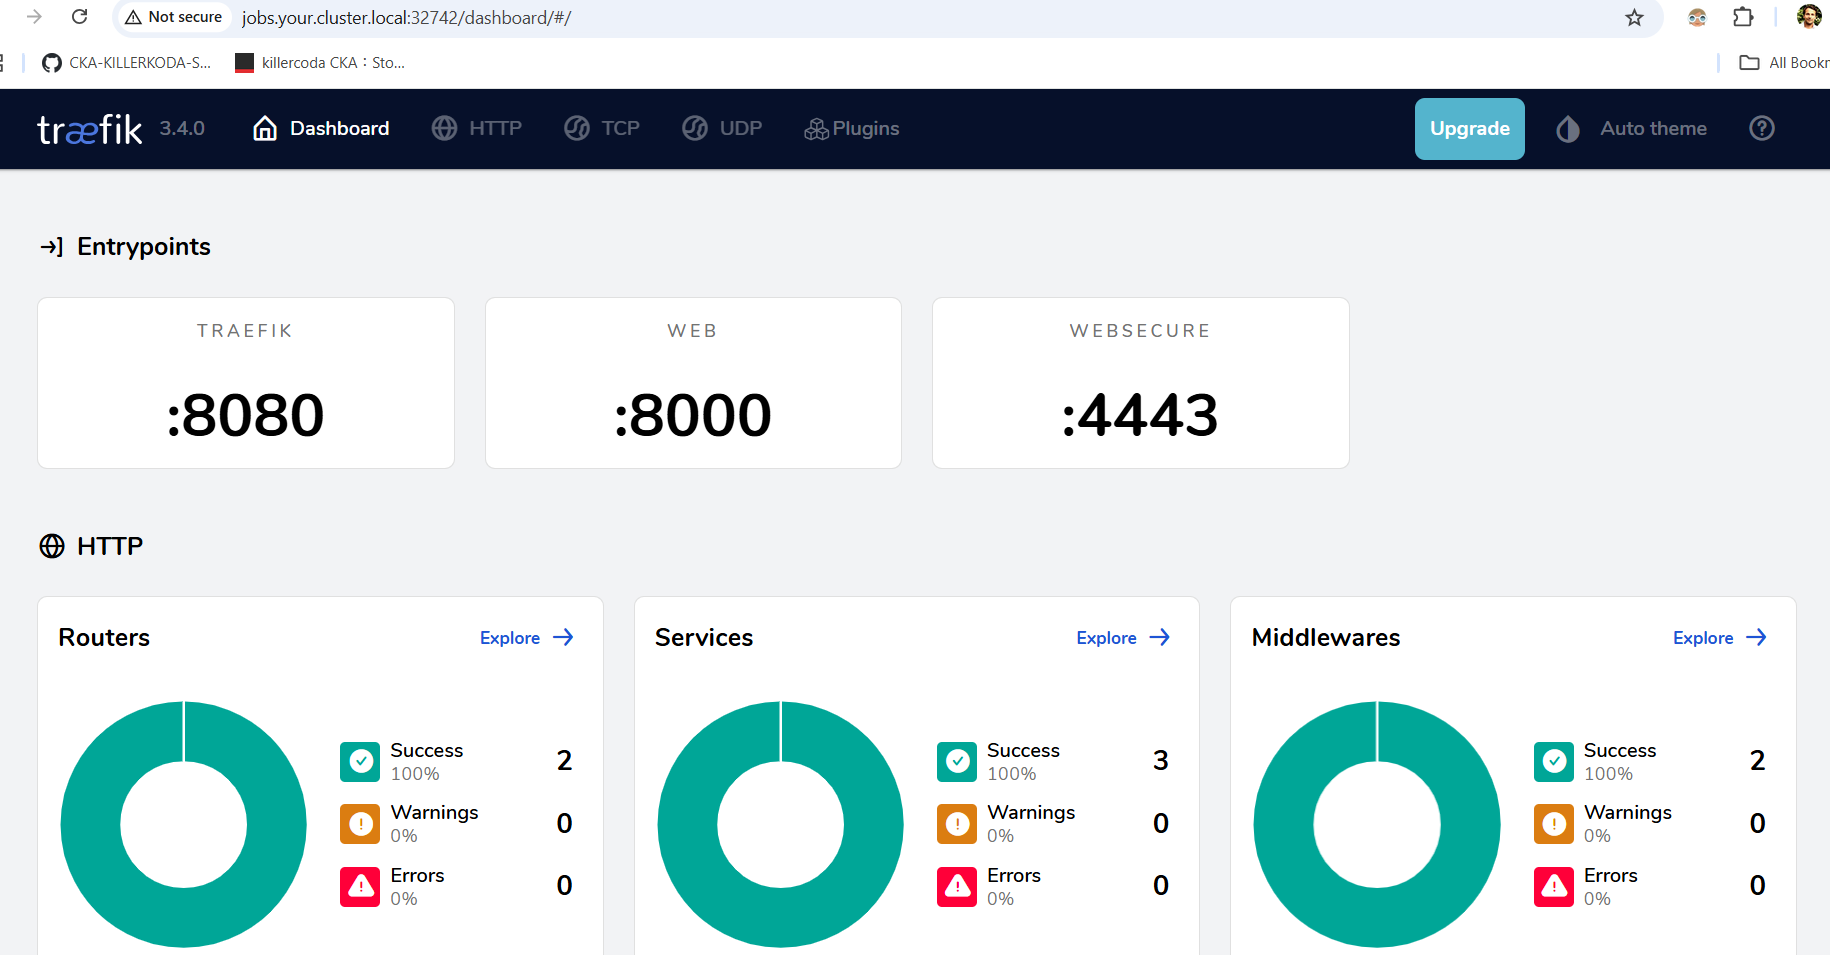 Not secure jobs.your.cluster.local:32742/dashboard/#/
CKA-KILLERKODA-S... killercoda CKA : Sto... All Bookr
træfik 3.4.0 Dashboard HTTP TCP UDP Plugins Upgrade Auto theme
Entrypoints
TRAEFIK WEB WEBSECURE
:8080 :8000 :4443
HTTP
Routers Explore Services Explore Middlewares Explore
Success 2 Success 3 Success 2
100% 100% 100%
Warnings 0 Warnings 0 Warnings 0
0% 0% 0%
Errors 0 Errors 0 Errors 0
0% 0% 0%